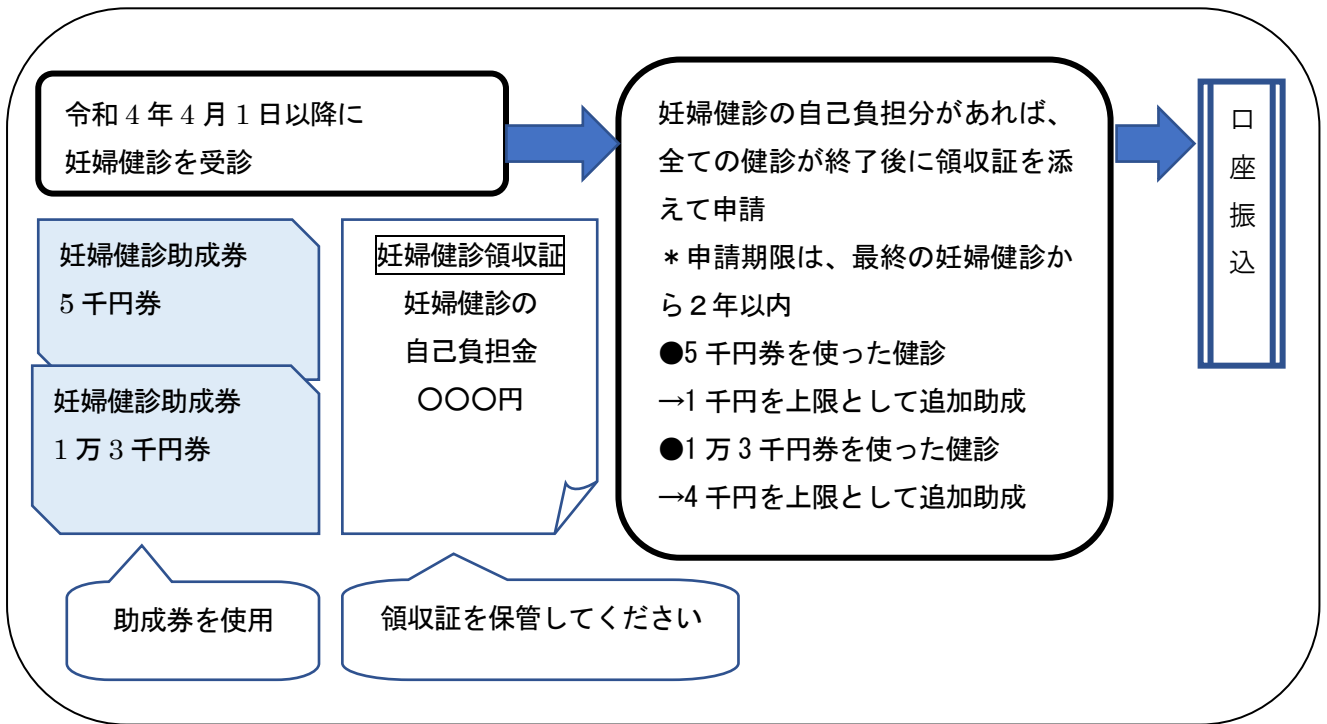 令和４年４月１日以降に
妊婦健診を受診
妊婦健診助成券
5千円券
妊婦健診助成券
1万3千円券
助成券を使用
妊婦健診領収証
妊婦健診の
自己負担金
〇〇〇円
領収証を保管してください
妊婦健診の自己負担分があれば、
全ての健診が終了後に領収証を添
えて申請
＊申請期限は、最終の妊婦健診か
ら２年以内
●5千円券を使った健診
→1千円を上限として追加助成
●1万3千円券を使った健診
→4千円を上限として追加助成
口座振込